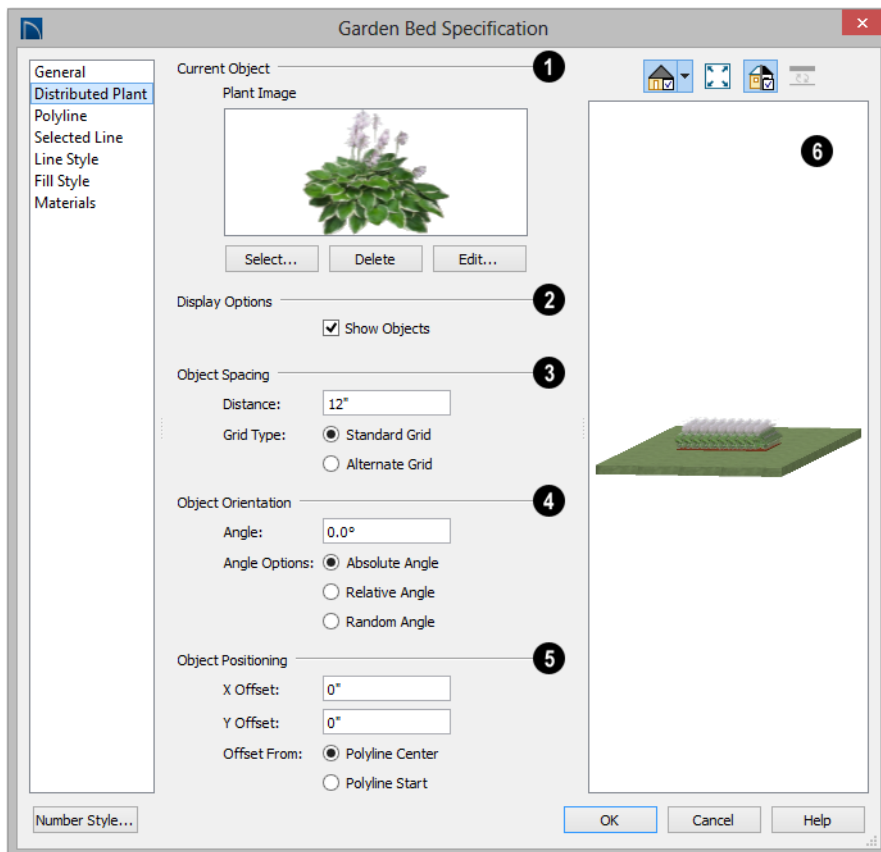 Garden Bed Specification
General
Distributed Plant
Polyline
Selected Line
Line Style
Fill Style
Materials
Current Object
1
Plant Image
Select...
Delete
Edit...
Display Options
2
Show Objects
Object Spacing
3
Distance:
12"
Grid Type:
Standard Grid
Alternate Grid
Object Orientation
4
Angle:
0.0°
Angle Options:
Absolute Angle
Relative Angle
Random Angle
Object Positioning
5
X Offset:
0"
Y Offset:
0"
Offset From:
Polyline Center
Polyline Start
6
Number Style...
OK
Cancel
Help